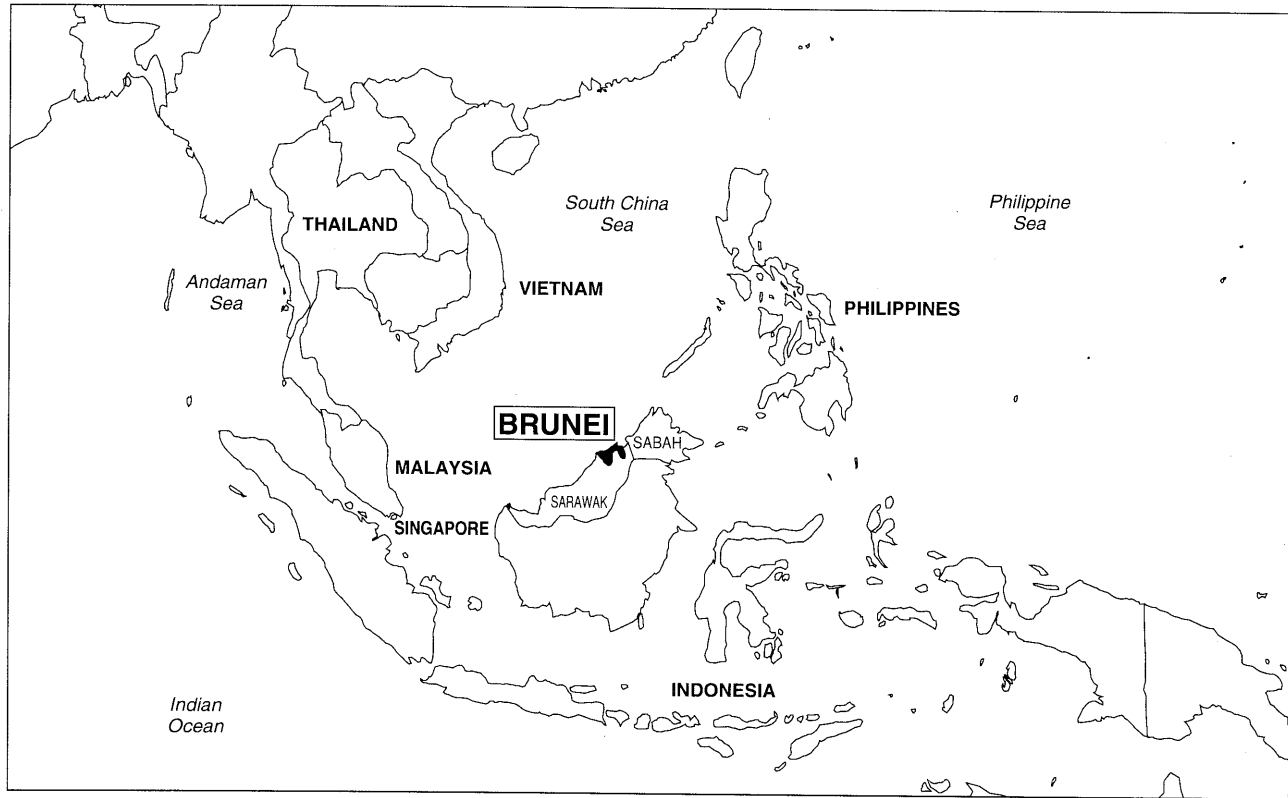 South China
Sea
Philippine
Sea
THAILAND
Andaman
Sea
VIETNAM
PHILIPPINES
BRUNEI
SABAH
MALAYSIA
SARAWAK
SINGAPORE
INDONESIA
Indian
Ocean